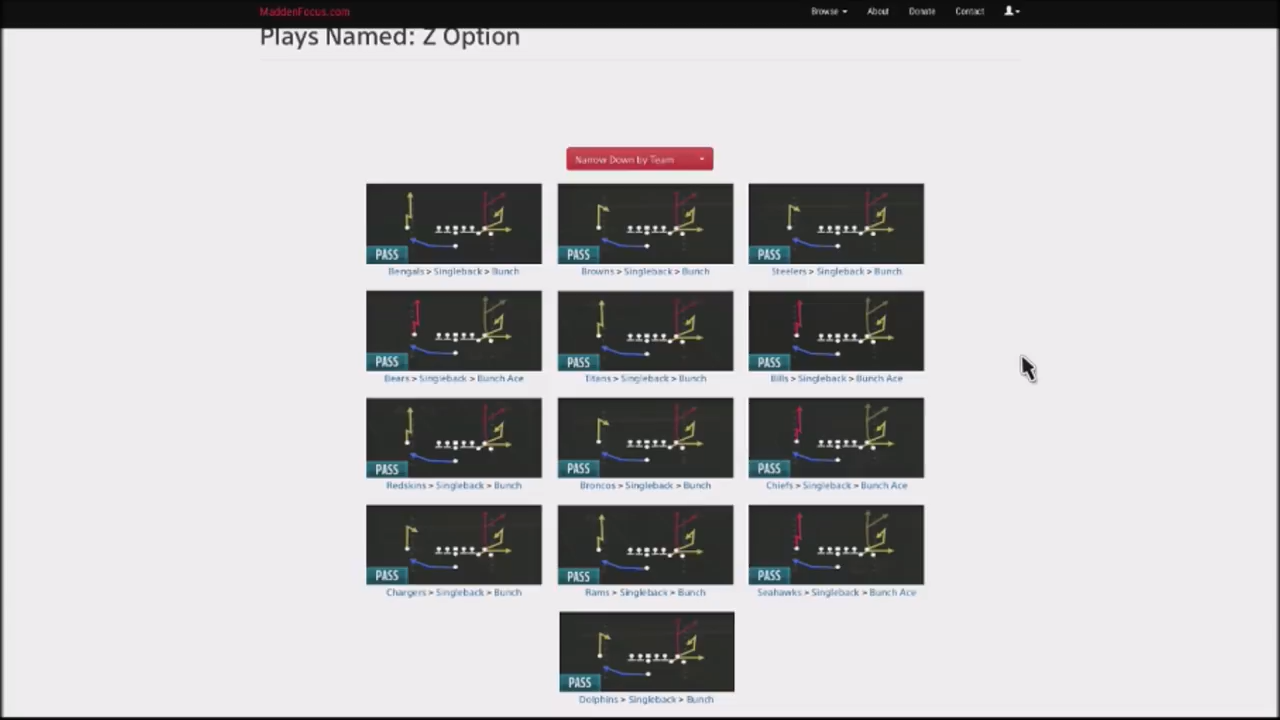 MaddenFocus.com Browse About Donate Contact
Plays Named: Z Option
Narrow Down by Team
PASS PASS PASS
Bengals > Singleback > Bunch Browns > Singleback > Bunch Steelers > Singleback > Bunch
PASS PASS PASS
Bears > Singleback > Bunch Ace Titans > Singleback > Bunch Bills > Singleback > Bunch Ace
PASS PASS PASS
Redskins > Singleback > Bunch Broncos > Singleback > Bunch Chiefs > Singleback > Bunch Ace
PASS PASS PASS
Chargers > Singleback > Bunch Rams > Singleback > Bunch Seahawks > Singleback > Bunch Ace
PASS
Dolphins > Singleback > Bunch